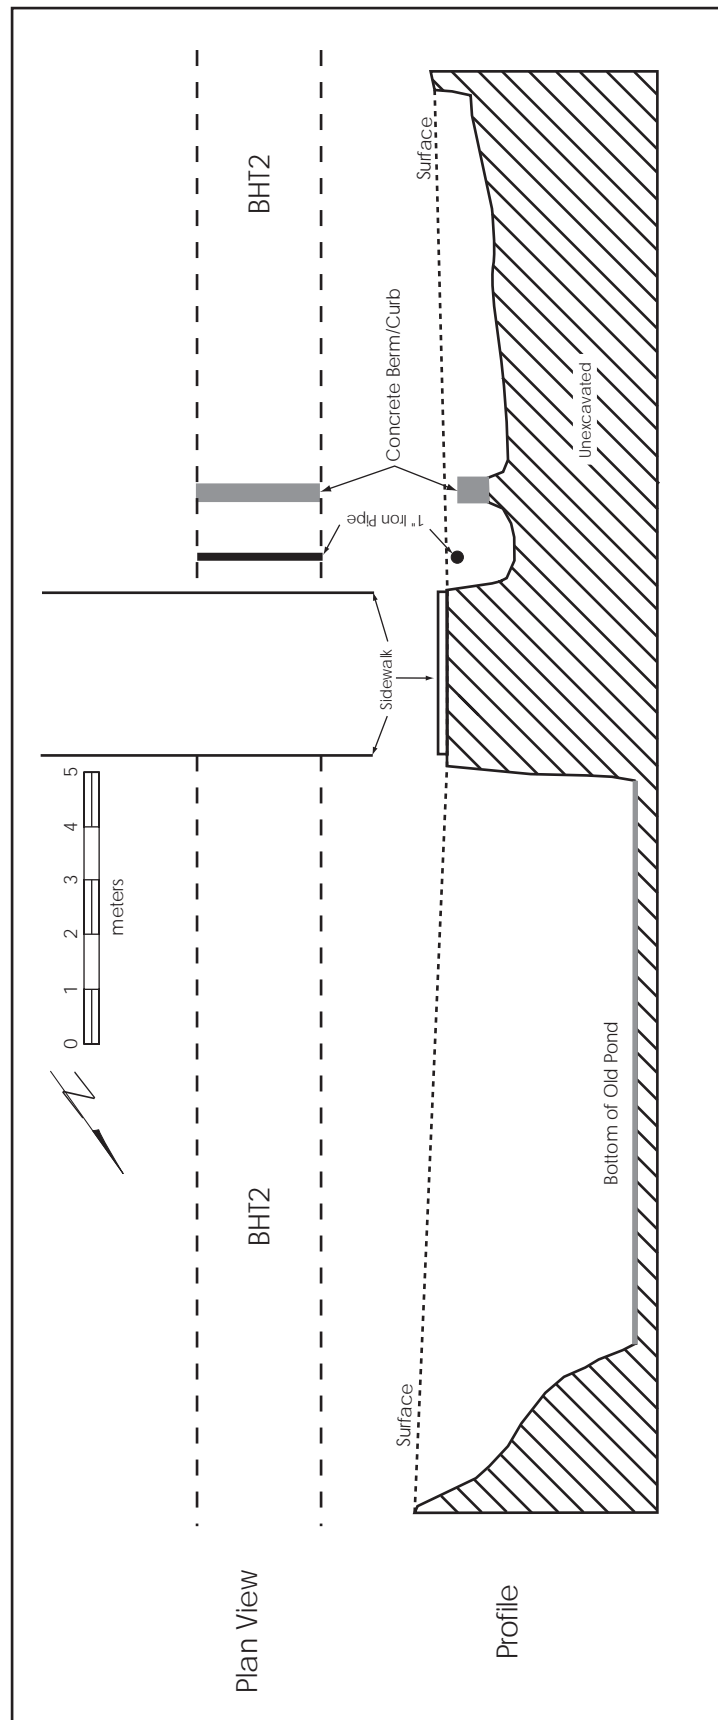 Plan View
BHT2
BHT2
0 1 2 3 4 5
meters
Sidewalk
1" Iron Pipe
Concrete Berm/Curb
Profile
Surface
Surface
Bottom of Old Pond
Unexcavated